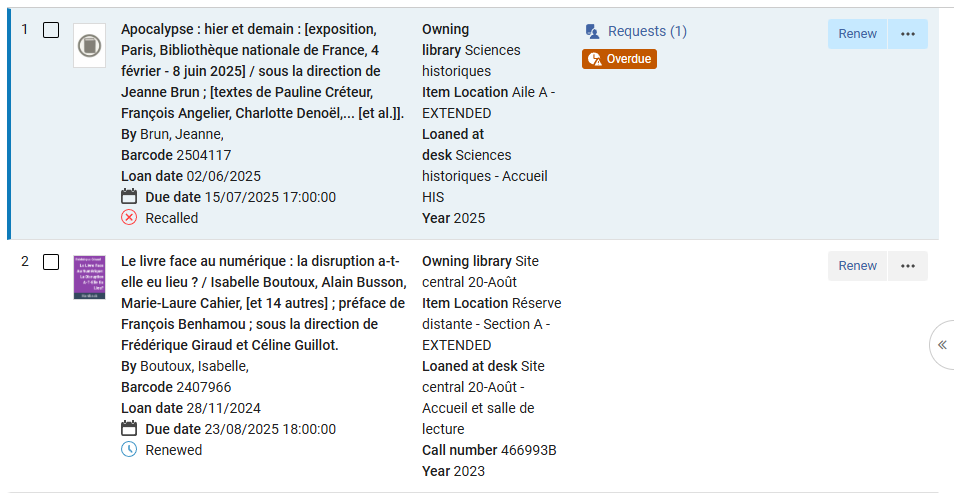 1
Apocalypse : hier et demain : [exposition,
Paris, Bibliothèque nationale de France, 4
février - 8 juin 2025] / sous la direction de
Jeanne Brun ; [textes de Pauline Créteur,
François Angelier, Charlotte Denoël,... [et al.]].
By Brun, Jeanne,
Barcode 2504117
Loan date 02/06/2025
Due date 15/07/2025 17:00:00
Recalled
Owning
library Sciences
historiques
Item Location Aile A -
EXTENDED
Loaned at
desk Sciences
historiques - Accueil
HIS
Year 2025
Requests (1)
Overdue
Renew
2
Le livre face au numérique : la disruption a-t-
elle eu lieu ? / Isabelle Boutoux, Alain Busson,
Marie-Laure Cahier, [et 14 autres] ; préface de
François Benhamou ; sous la direction de
Frédérique Giraud et Céline Guillot.
By Boutoux, Isabelle,
Barcode 2407966
Loan date 28/11/2024
Due date 23/08/2025 18:00:00
Renewed
Owning library Site
central 20-Août
Item Location Réserve
distante - Section A -
EXTENDED
Loaned at desk Site
central 20-Août -
Accueil et salle de
lecture
Call number 466993B
Year 2023
Renew